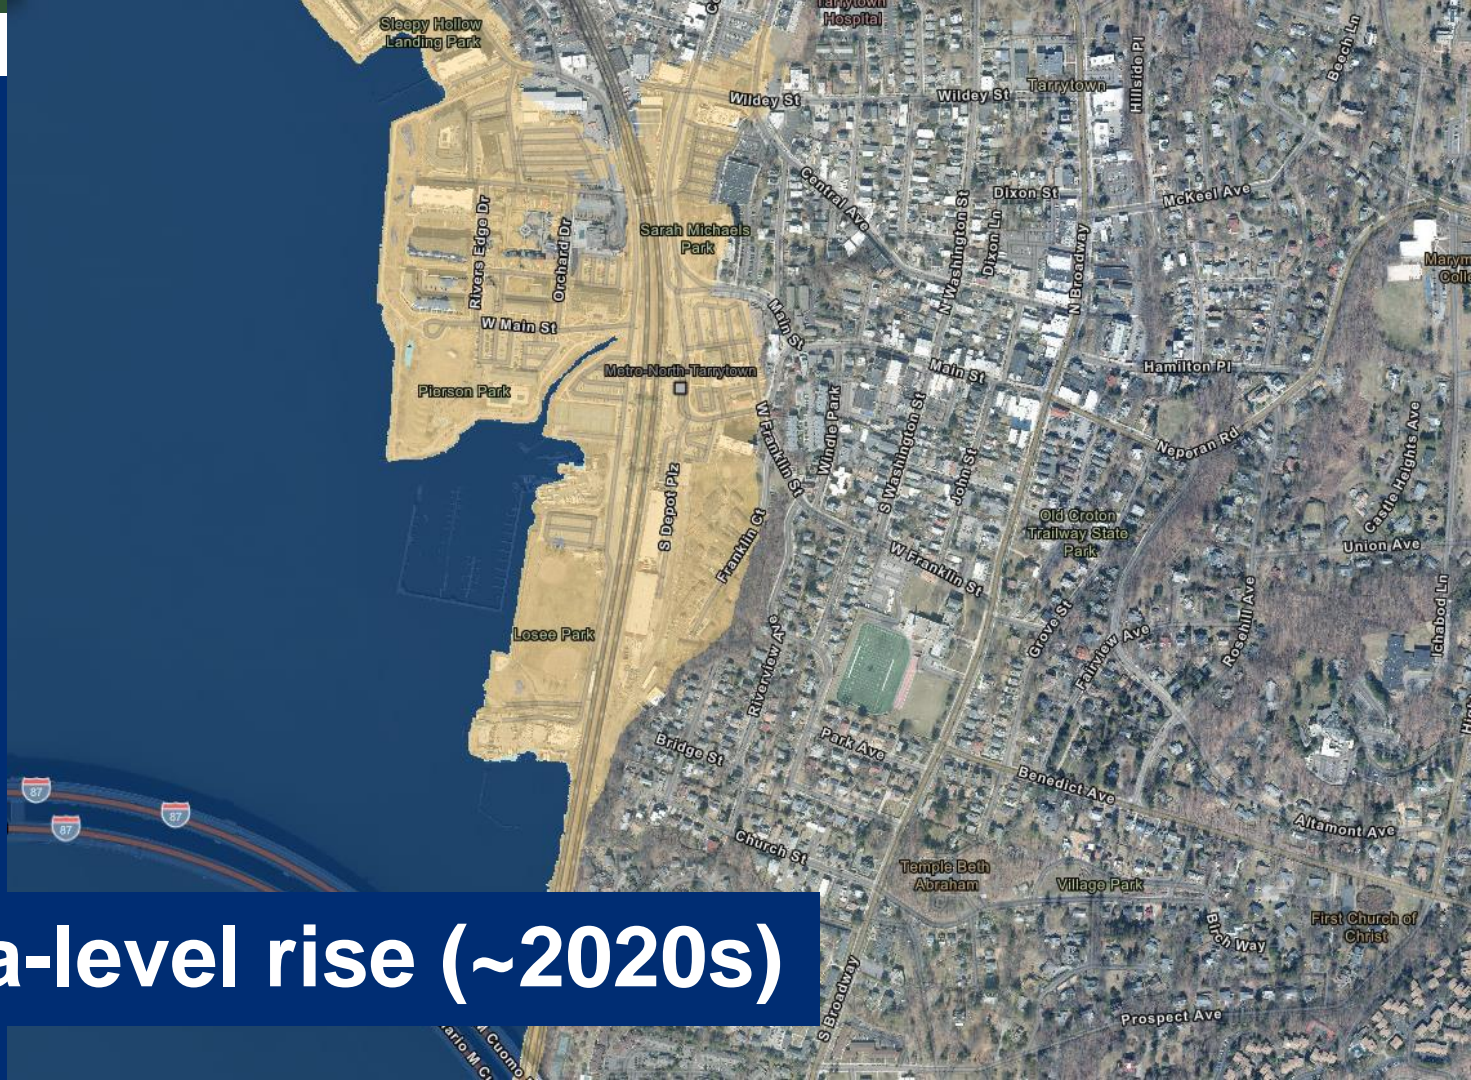 Sleepy Hollow
Landing Park
Tarrytown
Hospital
Beech Ln
Hillside Pl
Wildey St
Wildey St
Tarrytown
Central Ave
Dixon St
McKeel Ave
N Washington St
Dixon Ln
N Broadway
Sarah Michaels
Park
Rivers Edge Dr
Orchard Dr
W Main St
Main St
Main St
Hamilton Pl
Metro-North-Tarrytown
Pierson Park
W Franklin St
Windle Park
S Washington St
John St
Neperan Rd
Castle Heights Ave
S Depot Plz
Franklin Ct
Old Croton
Trailway State
Park
Union Ave
W Franklin St
Losee Park
Riverview Ave
Grove St
Fairview Ave
Rosehill Ave
Ichabod Ln
Bridge St
Park Ave
Benedict Ave
87
87
87
Altamont Ave
Church St
Temple Beth
Abraham
Village Park
First Church of
Christ
Birch Way
a-level rise (~2020s)
S Broadway
Prospect Ave